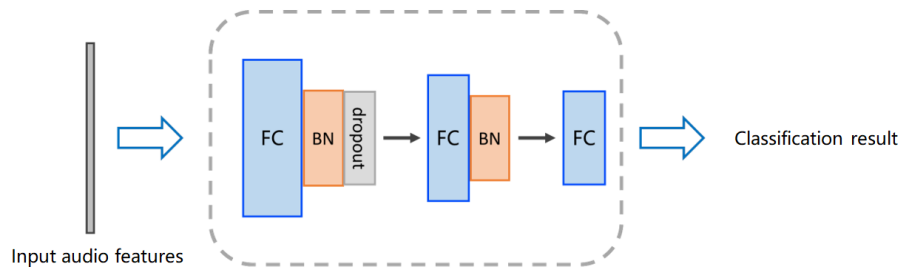 Input audio features
FC
BN
dropout
FC
BN
FC
Classification result